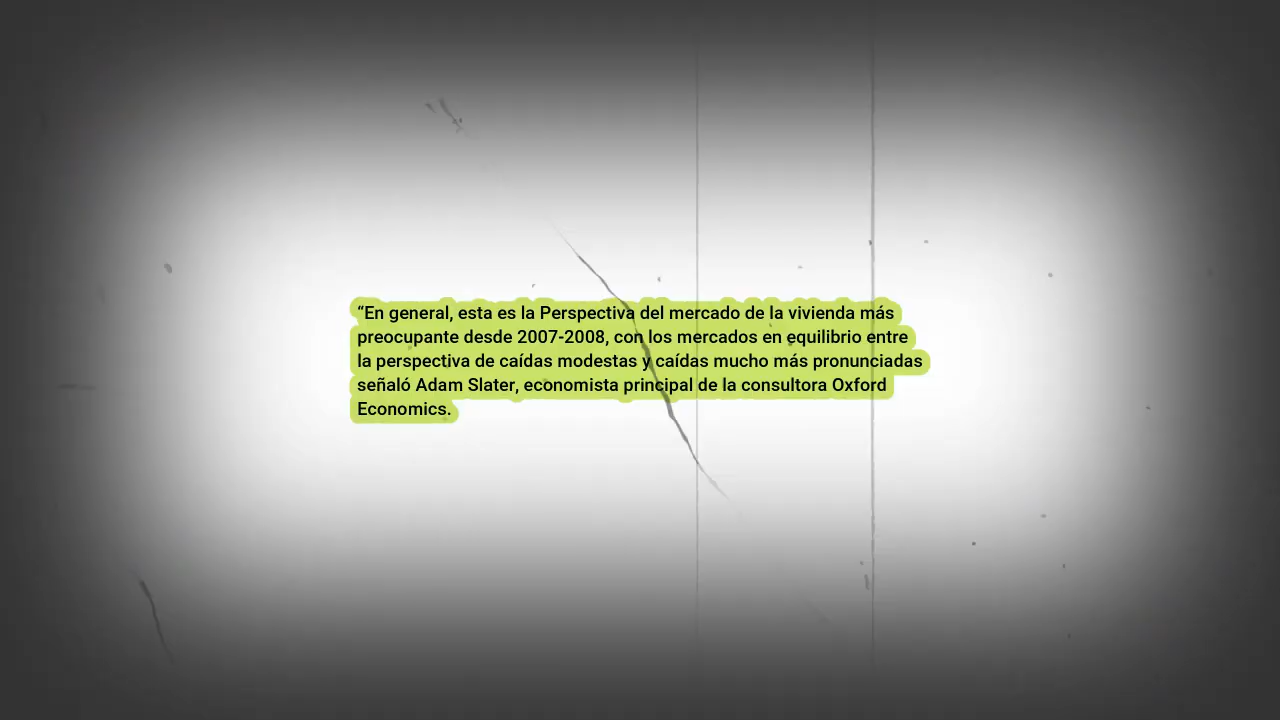 “En general, esta es la Perspectiva del mercado de la vivienda más
preocupante desde 2007-2008, con los mercados en equilibrio entre
la perspectiva de caídas modestas y caídas mucho más pronunciadas
señaló Adam Slater, economista principal de la consultora Oxford
Economics.